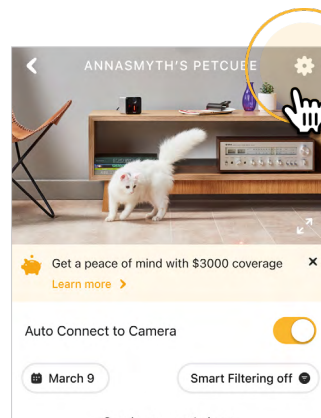 ANNASMYTH'S PETCUBE
Get a peace of mind with $3000 coverage
Learn more
Auto Connect to Camera
March 9
Smart Filtering off